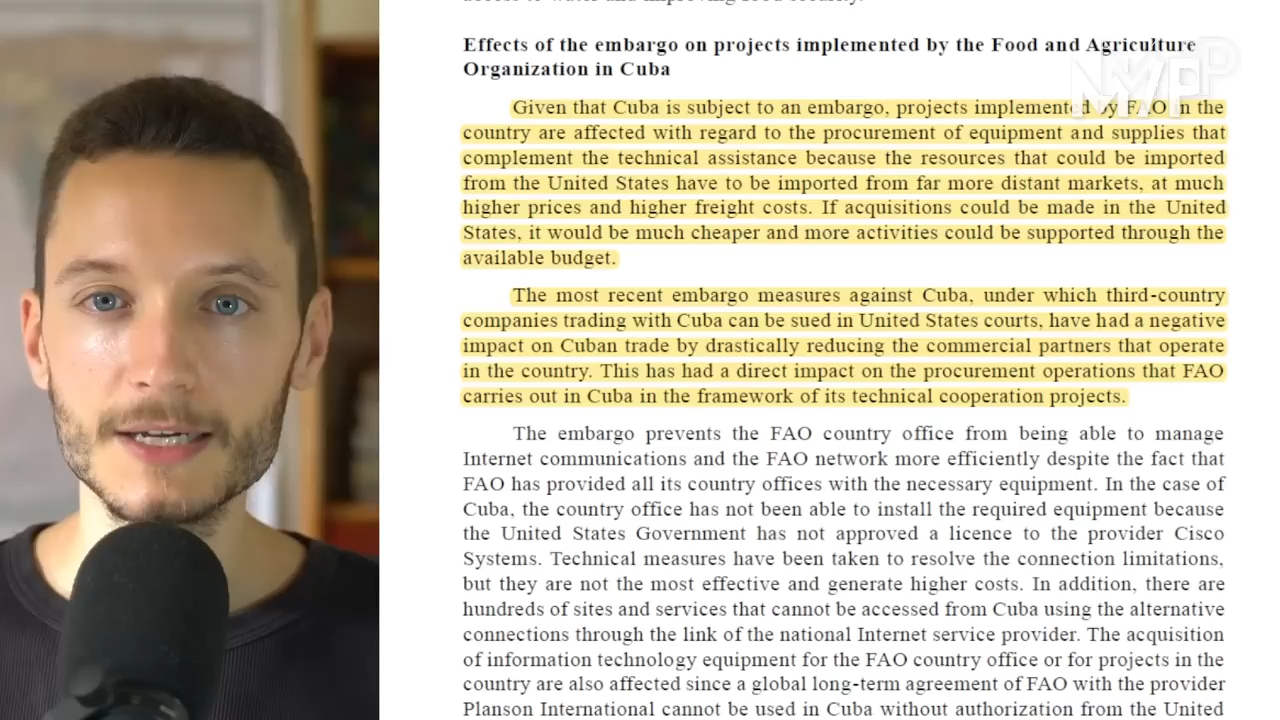 access to water and improving food security.
Effects of the embargo on projects implemented by the Food and Agriculture
Organization in Cuba
Given that Cuba is subject to an embargo, projects implemented by FAO in the
country are affected with regard to the procurement of equipment and supplies that
complement the technical assistance because the resources that could be imported
from the United States have to be imported from far more distant markets, at much
higher prices and higher freight costs. If acquisitions could be made in the United
States, it would be much cheaper and more activities could be supported through the
available budget.
The most recent embargo measures against Cuba, under which third-country
companies trading with Cuba can be sued in United States courts, have had a negative
impact on Cuban trade by drastically reducing the commercial partners that operate
in the country. This has had a direct impact on the procurement operations that FAO
carries out in Cuba in the framework of its technical cooperation projects.
The embargo prevents the FAO country office from being able to manage
Internet communications and the FAO network more efficiently despite the fact that
FAO has provided all its country offices with the necessary equipment. In the case of
Cuba, the country office has not been able to install the required equipment because
the United States Government has not approved a licence to the provider Cisco
Systems. Technical measures have been taken to resolve the connection limitations,
but they are not the most effective and generate higher costs. In addition, there are
hundreds of sites and services that cannot be accessed from Cuba using the alternative
connections through the link of the national Internet service provider. The acquisition
of information technology equipment for the FAO country office or for projects in the
country are also affected since a global long-term agreement of FAO with the provider
Planson International cannot be used in Cuba without authorization from the United